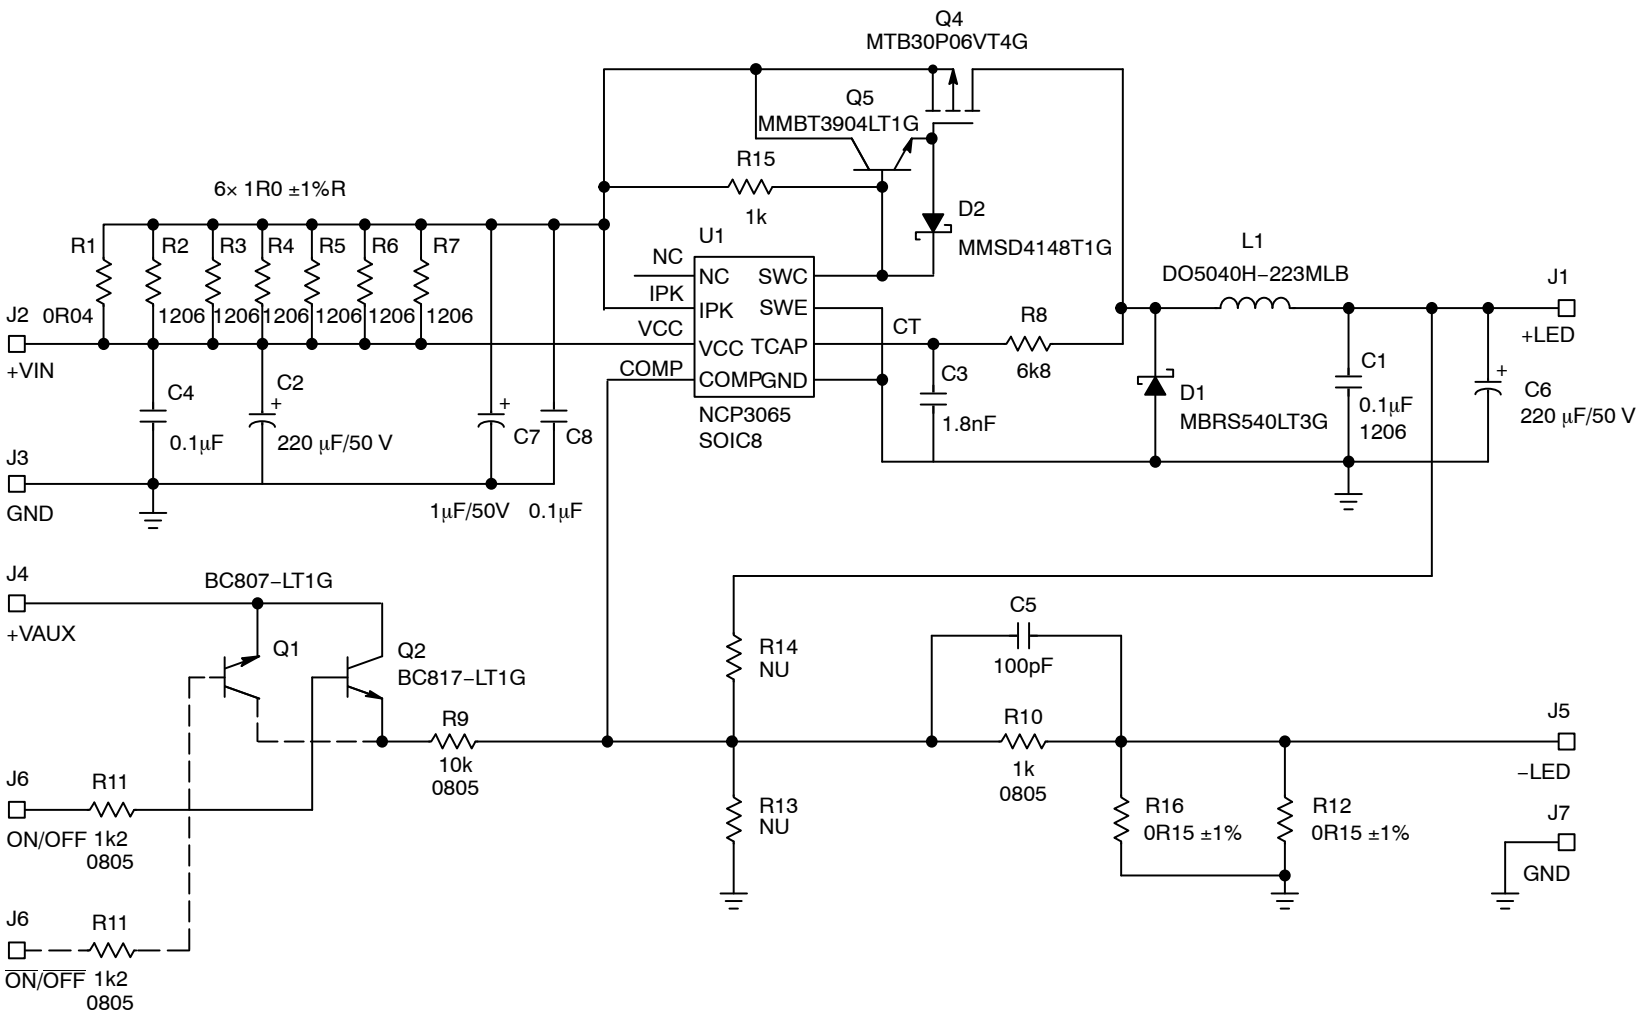 Q4
MTB30P06VT4G
Q5
MMBT3904LT1G
R15
1k
6× 1R0 ±1%R
R1
R2
R3
R4
R5
R6
R7
0R04
1206
1206
1206
1206
1206
1206
J2
+VIN
NC
IPK
VCC
COMP
U1
NC
IPK
VCC
COMP
SWC
SWE
TCAP
GND
NCP3065
SOIC8
D2
MMSD4148T1G
CT
R8
6k8
C3
1.8nF
L1
DO5040H−223MLB
J1
+LED
D1
MBRS540LT3G
C1
0.1µF
1206
C6
+
220 µF/50 V
C4
0.1µF
C2
+
220 µF/50 V
+
C7
C8
1µF/50V
0.1µF
J3
GND
J4
+VAUX
BC807−LT1G
Q1
Q2
BC817−LT1G
R9
10k
0805
R14
NU
R13
NU
C5
100pF
R10
1k
0805
R16
0R15 ±1%
R12
0R15 ±1%
J5
−LED
J7
GND
J6
R11
ON/OFF
1k2
0805
J6
R11
ON/OFF
1k2
0805